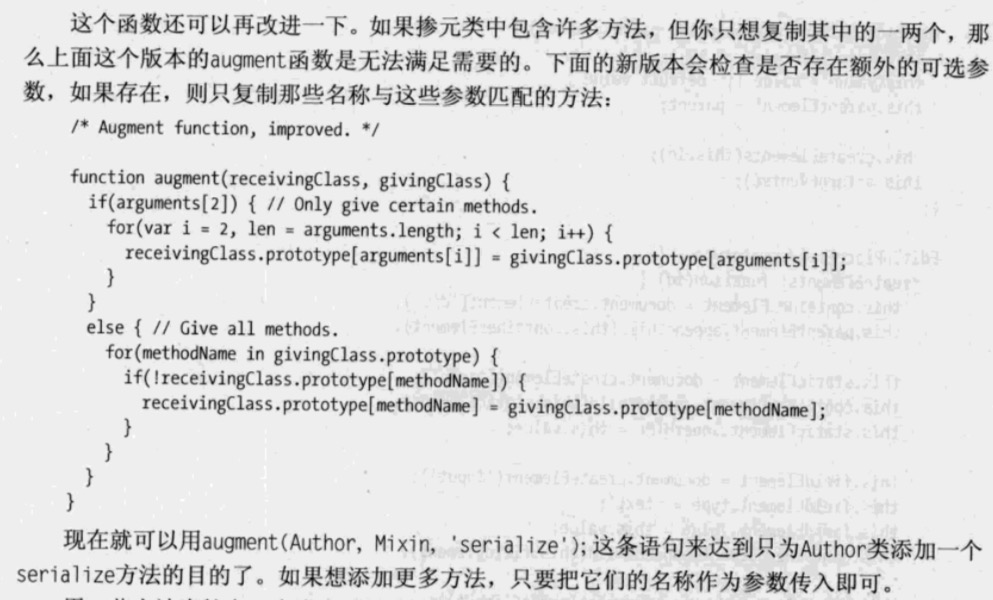 这个函数还可以再改进一下。如果掺元类中包含许多方法，但你只想复制其中的一两个，那
么上面这个版本的augment函数是无法满足需要的。下面的新版本会检查是否存在额外的可选参
数，如果存在，则只复制那些名称与这些参数匹配的方法：
/* Augment function, improved. */
function augment(receivingClass, givingClass) {
if(arguments[2]) { // Only give certain methods.
for(var i = 2, len = arguments.length; i < len; i++) {
receivingClass.prototype[arguments[i]] = givingClass.prototype[arguments[i]];
}
}
else { // Give all methods.
for(methodName in givingClass.prototype) {
if(!receivingClass.prototype[methodName]) {
receivingClass.prototype[methodName] = givingClass.prototype[methodName];
}
}
}
}
现在就可以用augment(Author, Mixin, 'serialize');这条语句来达到只为Author类添加一个
serialize方法的目的了。如果想添加更多方法，只要把它们的名称作为参数传入即可。